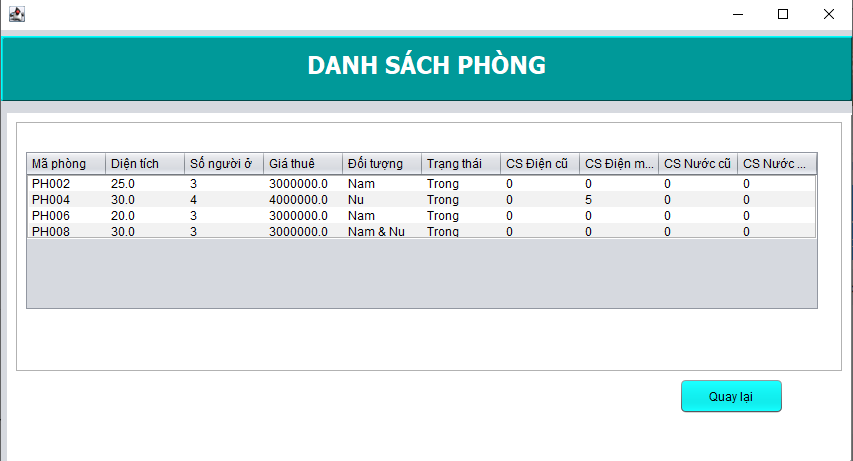 DANH SÁCH PHÒNG
Mã phòng Diện tích Số người ở Giá thuê Đối tượng Trạng thái CS Điện cũ CS Điện m... CS Nước cũ CS Nước ...
PH002 25.0 3 3000000.0 Nam Trong 0 0 0 0
PH004 30.0 4 4000000.0 Nu Trong 0 5 0 0
PH006 20.0 3 3000000.0 Nam Trong 0 0 0 0
PH008 30.0 3 3000000.0 Nam & Nu Trong 0 0 0 0
Quay lại